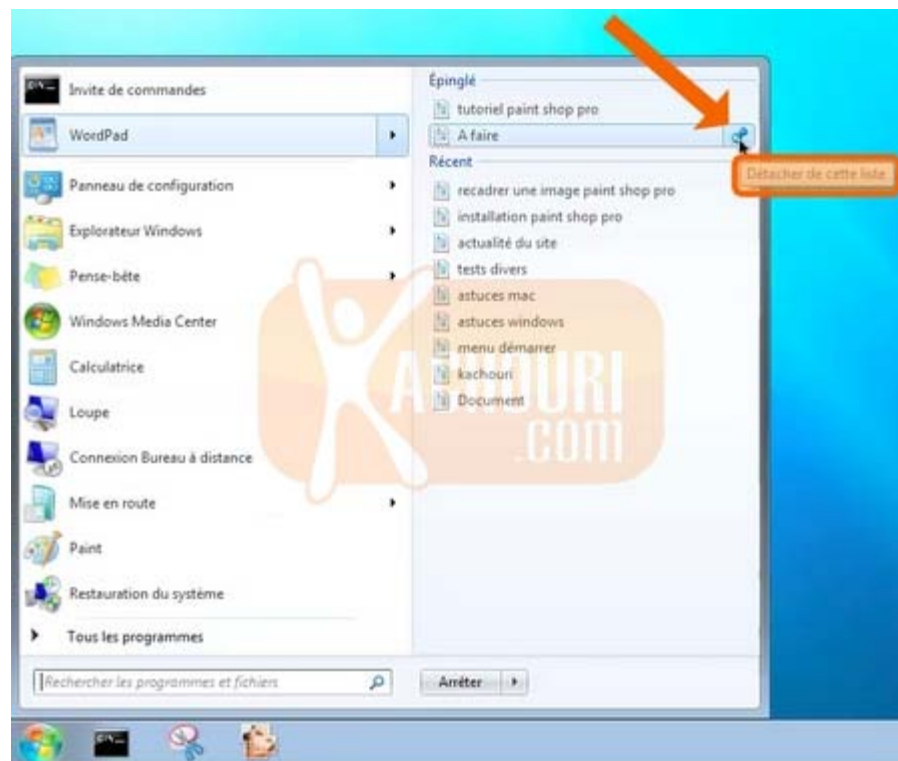 Invite de commandes
WordPad
Panneau de configuration
Explorateur Windows
Pense-bête
Windows Media Center
Calculatrice
Loupe
Connexion Bureau à distance
Mise en route
Paint
Restauration du système
Tous les programmes
Rechercher les programmes et fichiers
Épinglé
tutoriel paint shop pro
A faire
Détacher de cette liste
Récent
recadrer une image paint shop pro
installation paint shop pro
actualité du site
tests divers
astuces mac
astuces windows
menu démarrer
kachouri
Document
Arrêter
KACHOURI
.COM